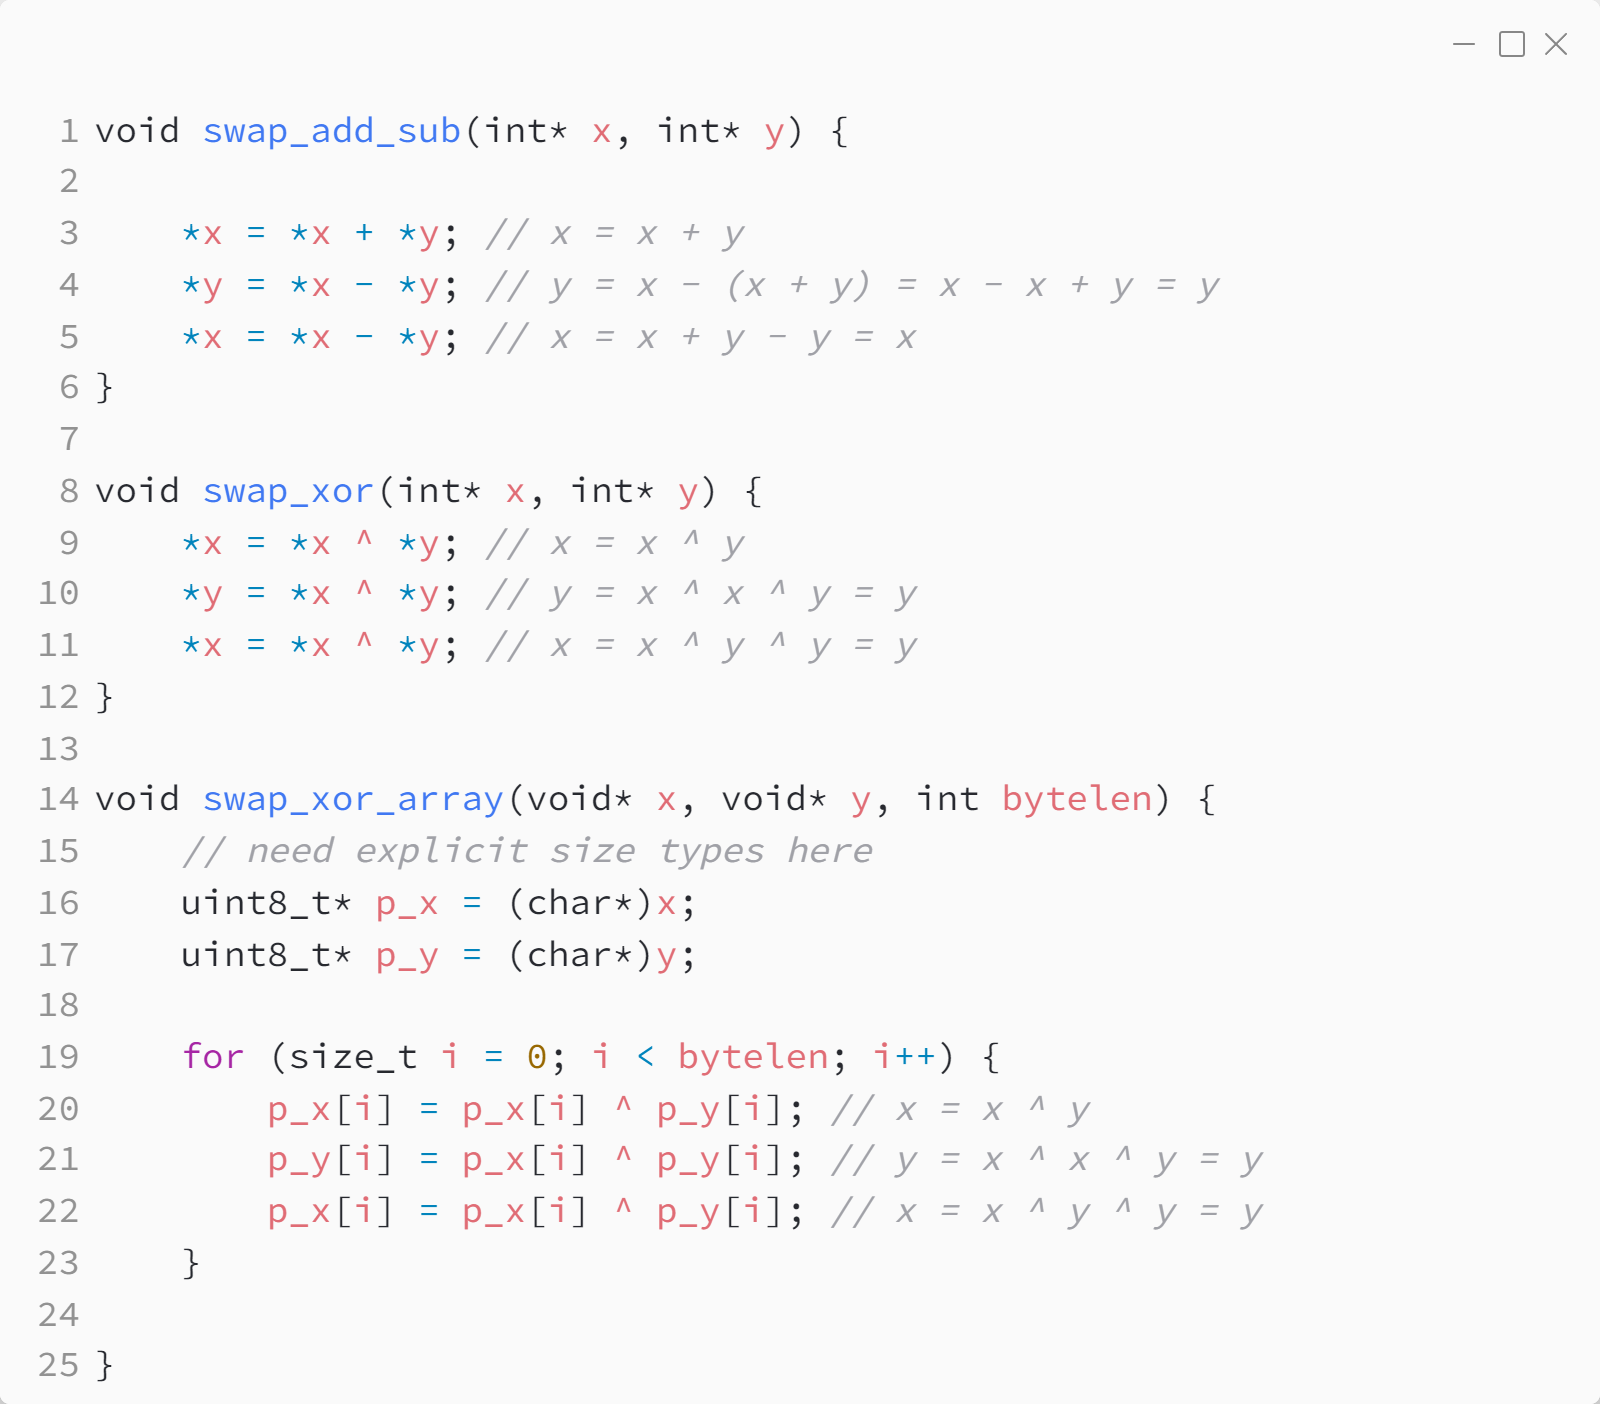 1 void swap_add_sub(int* x, int* y) {
2
3     *x = *x + *y; // x = x + y
4     *y = *x - *y; // y = x - (x + y) = x - x + y = y
5     *x = *x - *y; // x = x + y - y = x
6 }
7
8 void swap_xor(int* x, int* y) {
9     *x = *x ^ *y; // x = x ^ y
10     *y = *x ^ *y; // y = x ^ x ^ y = y
11     *x = *x ^ *y; // x = x ^ y ^ y = y
12 }
13
14 void swap_xor_array(void* x, void* y, int bytelen) {
15     // need explicit size types here
16     uint8_t* p_x = (char*)x;
17     uint8_t* p_y = (char*)y;
18
19     for (size_t i = 0; i < bytelen; i++) {
20         p_x[i] = p_x[i] ^ p_y[i]; // x = x ^ y
21         p_y[i] = p_x[i] ^ p_y[i]; // y = x ^ x ^ y = y
22         p_x[i] = p_x[i] ^ p_y[i]; // x = x ^ y ^ y = y
23     }
24
25 }